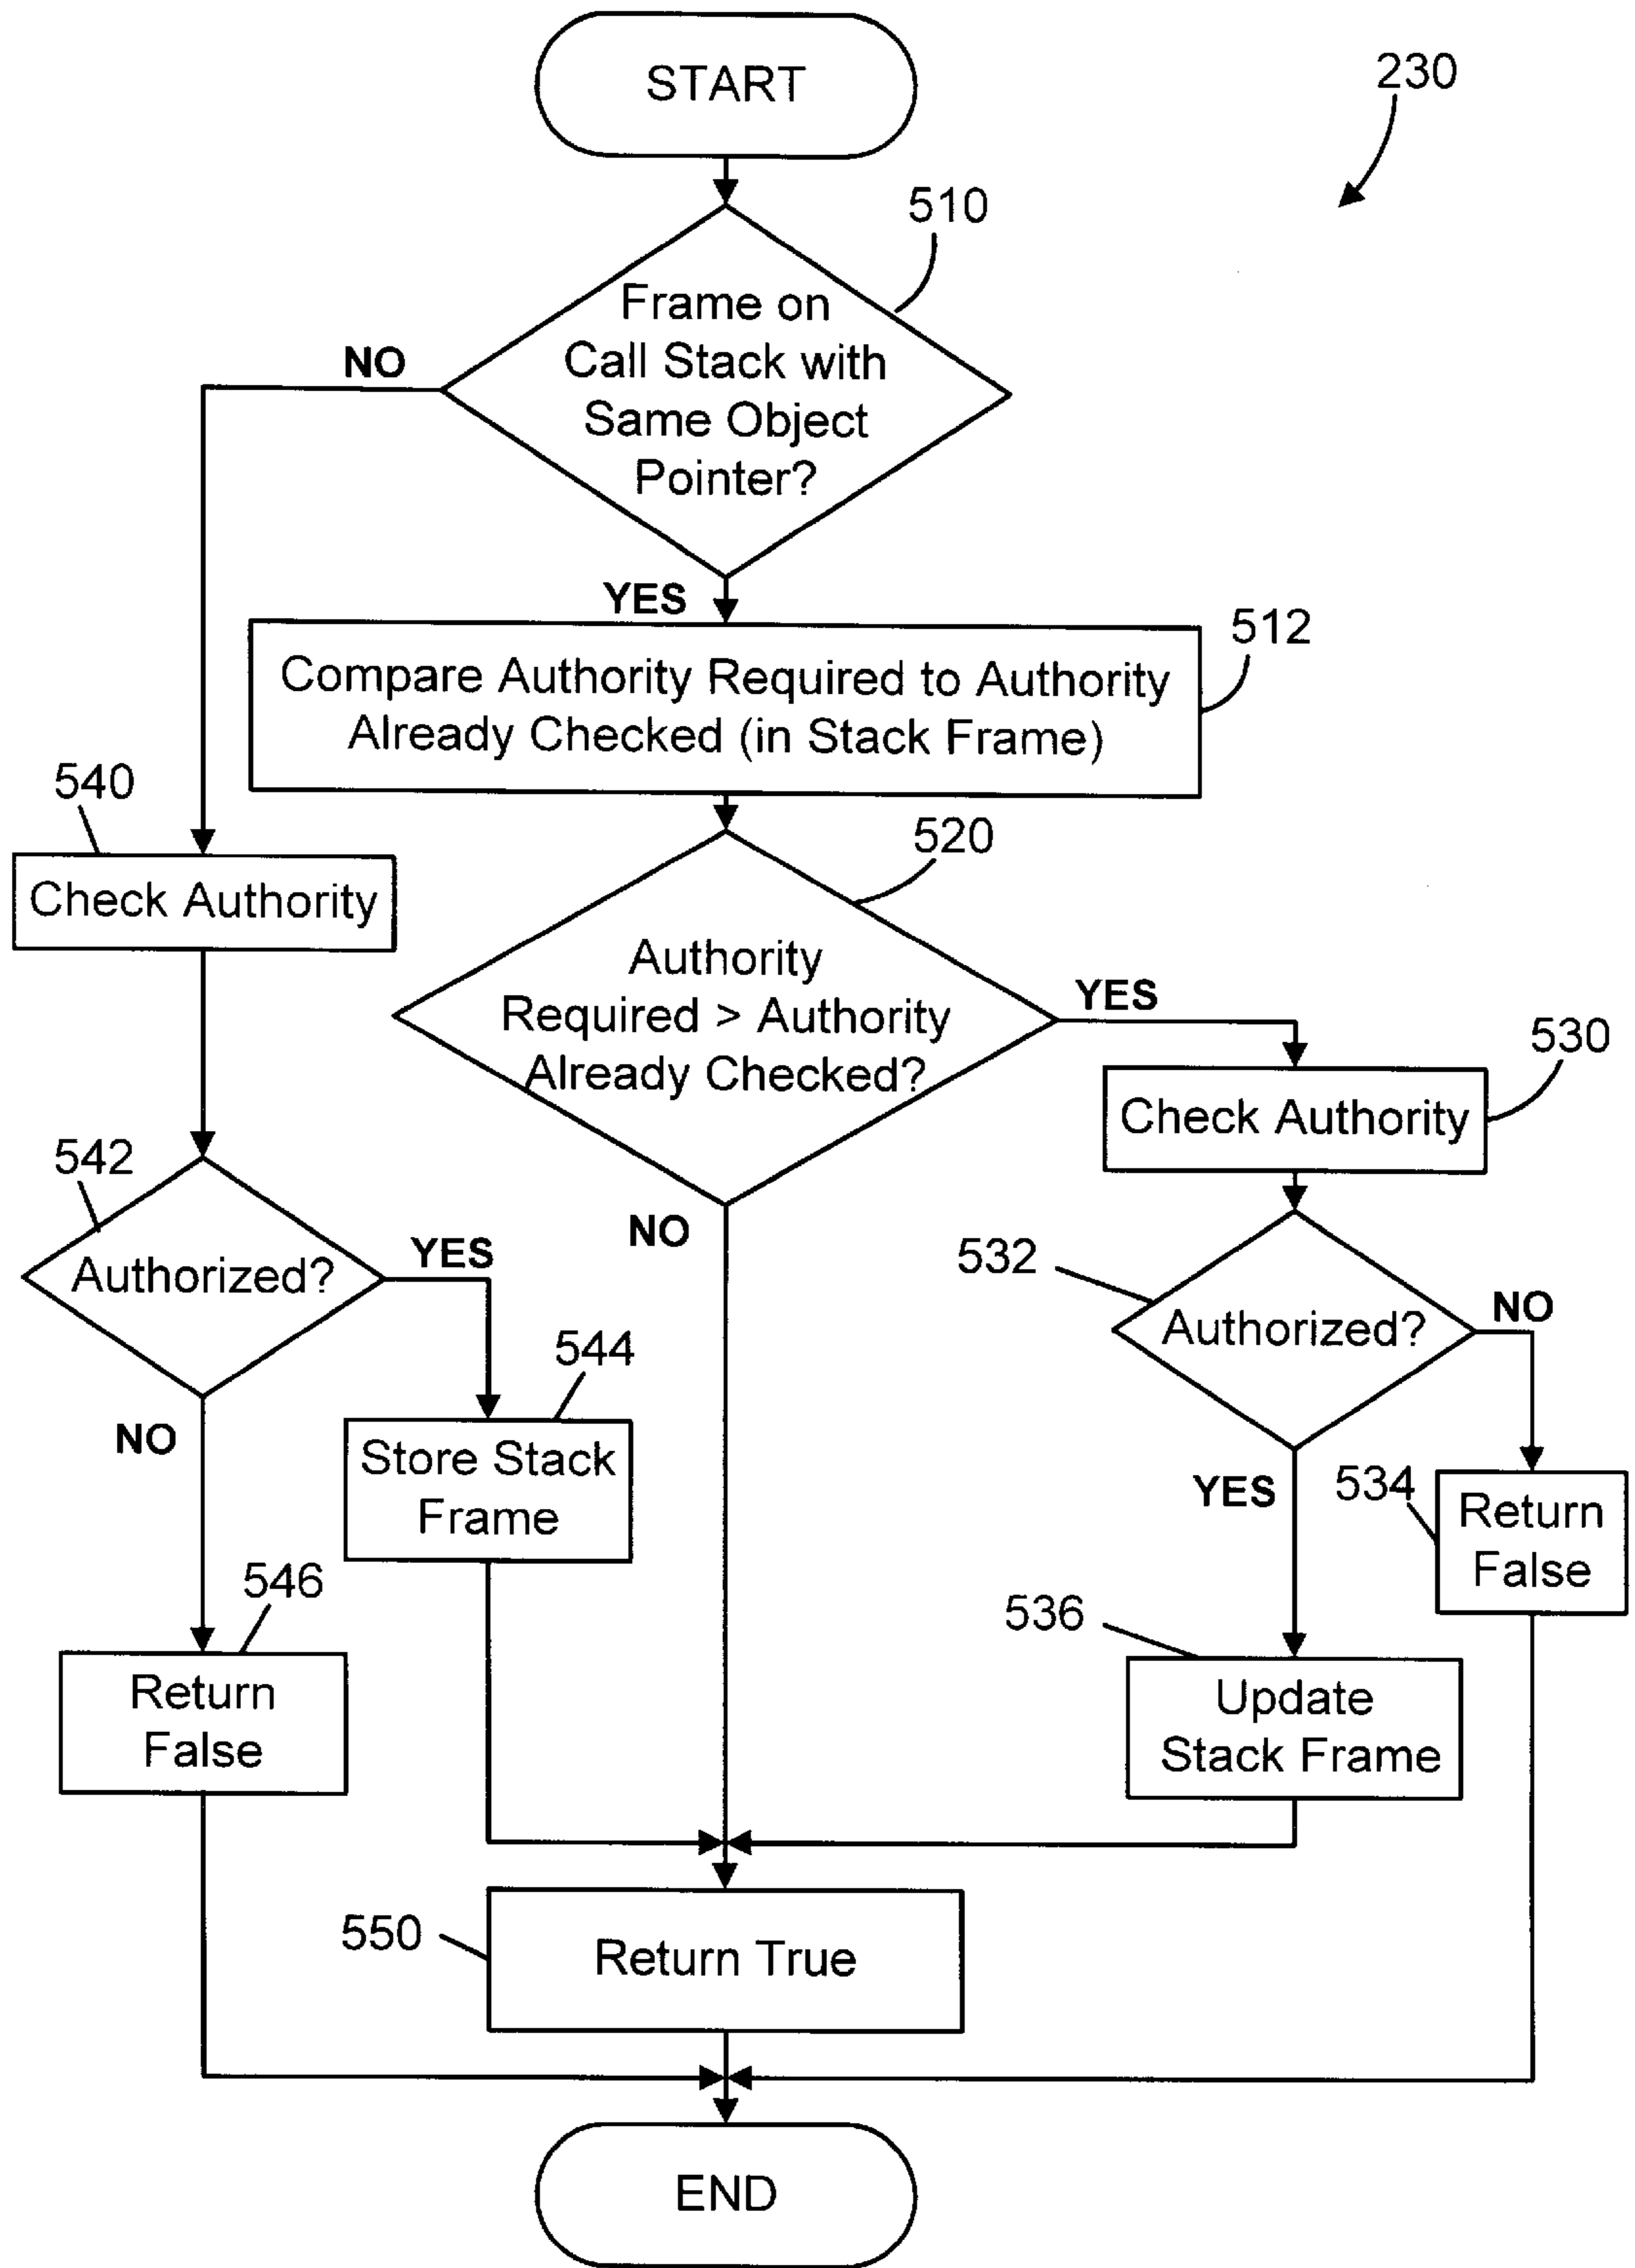 START
230
510
Frame on
Call Stack with
Same Object
Pointer?
NO
YES
512
Compare Authority Required to Authority
Already Checked (in Stack Frame)
540
Check Authority
520
Authority
Required > Authority
Already Checked?
YES
530
Check Authority
542
Authorized?
YES
NO
532
Authorized?
NO
544
Store Stack
Frame
NO
YES
534
Return
False
546
Return
False
536
Update
Stack Frame
550
Return True
END